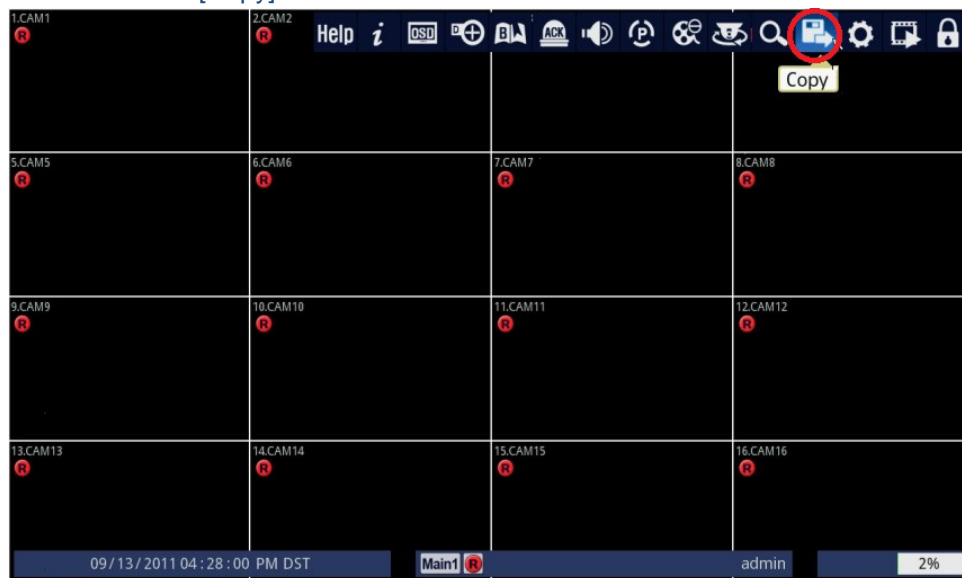 [Copy]
1.CAM1
2.CAM2
R
R
Help i OSD D B ACK P
Copy
5.CAM5
6.CAM6
7.CAM7
8.CAM8
R
R
R
R
9.CAM9
10.CAM10
11.CAM11
12.CAM12
R
R
R
R
13.CAM13
14.CAM14
15.CAM15
16.CAM16
R
R
R
R
09/13/2011 04:28:00 PM DST
Main1 R
admin
2%